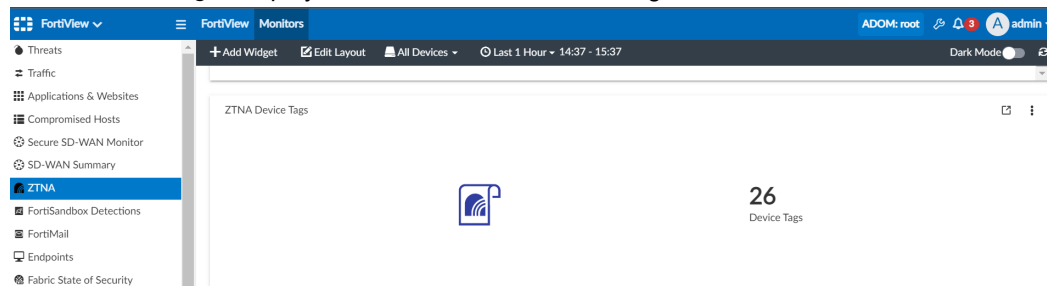 FortiView
FortiView Monitors
ADOM: root
3
A admin
Threats
Traffic
Applications & Websites
Compromised Hosts
Secure SD-WAN Monitor
SD-WAN Summary
ZTNA
FortiSandbox Detections
FortiMail
Endpoints
Fabric State of Security
+Add Widget Edit Layout All Devices Last 1 Hour 14:37 - 15:37 Dark Mode
ZTNA Device Tags
26
Device Tags